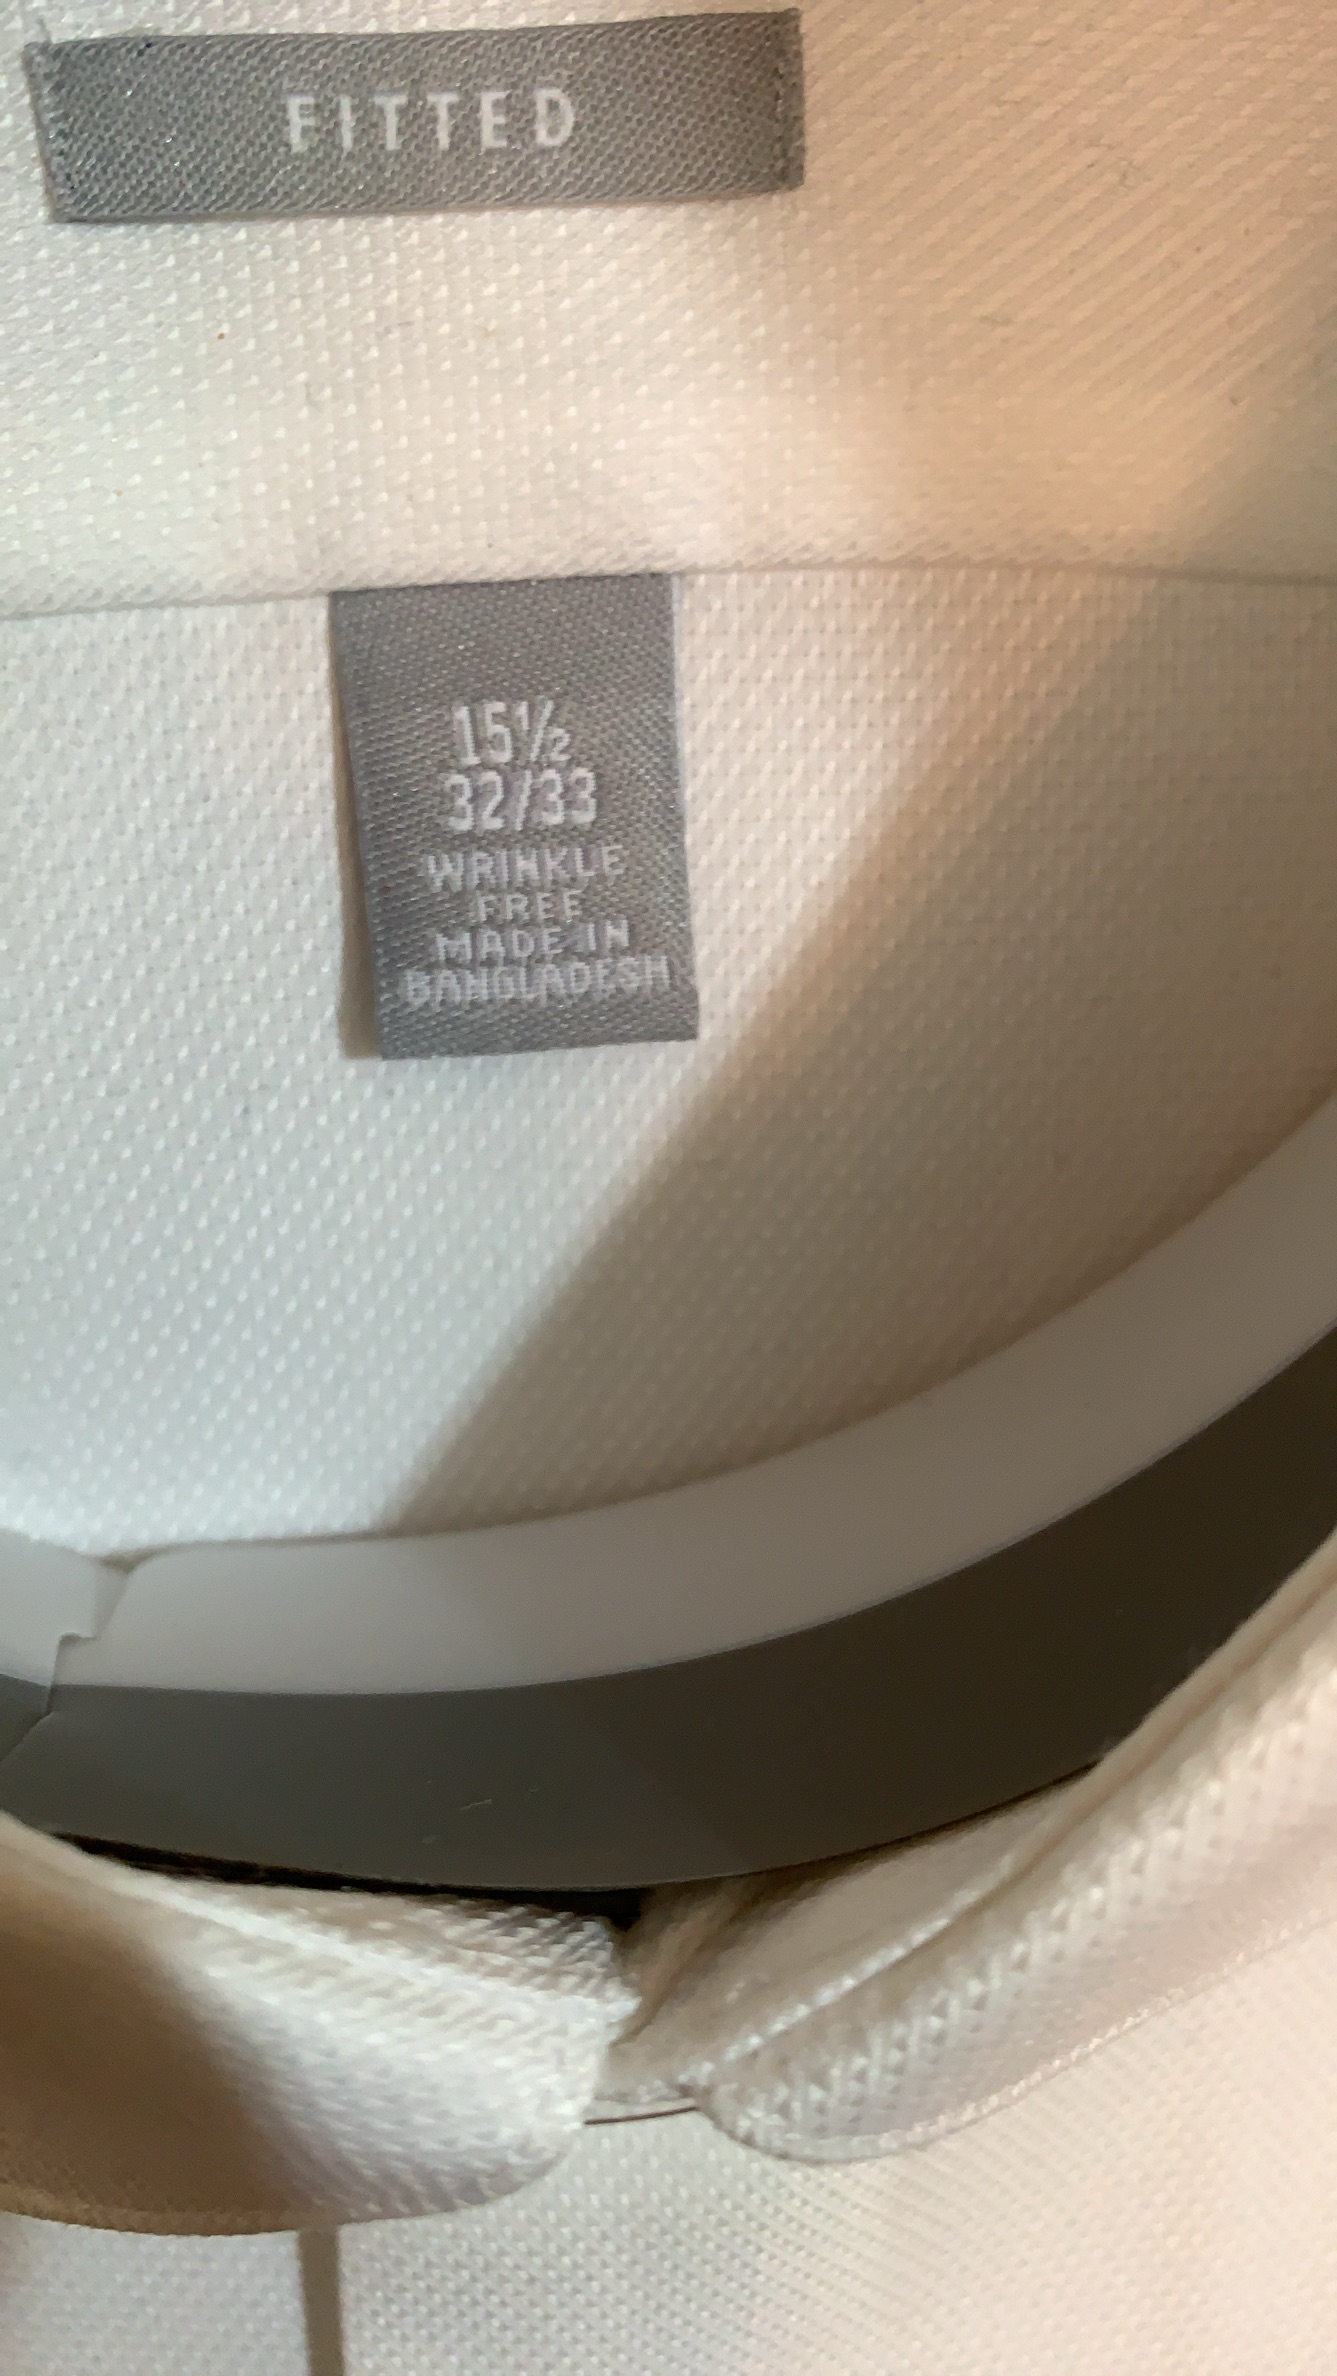 FITTED
15½
32/33
WRINKLE
FREE
MADE IN
BANGLADESH